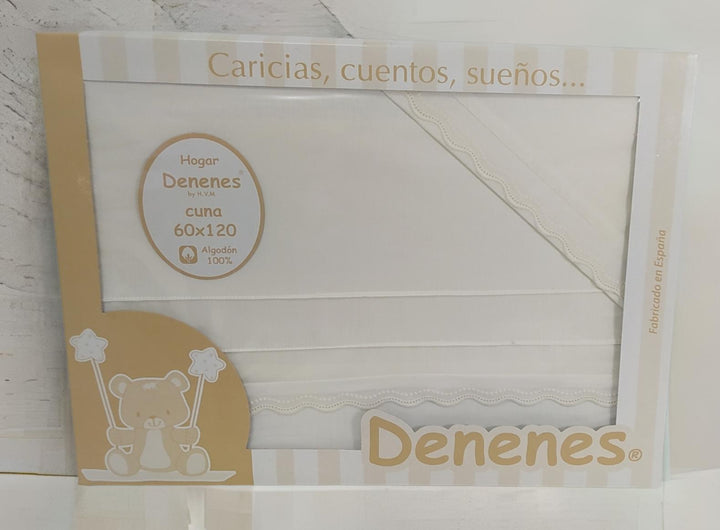 Caricias, cuentos, sueños...
Hogar
Denenes®
by H.V.M
cuna
60x120
Algodón
100%
Fabricado en España
Denenes®